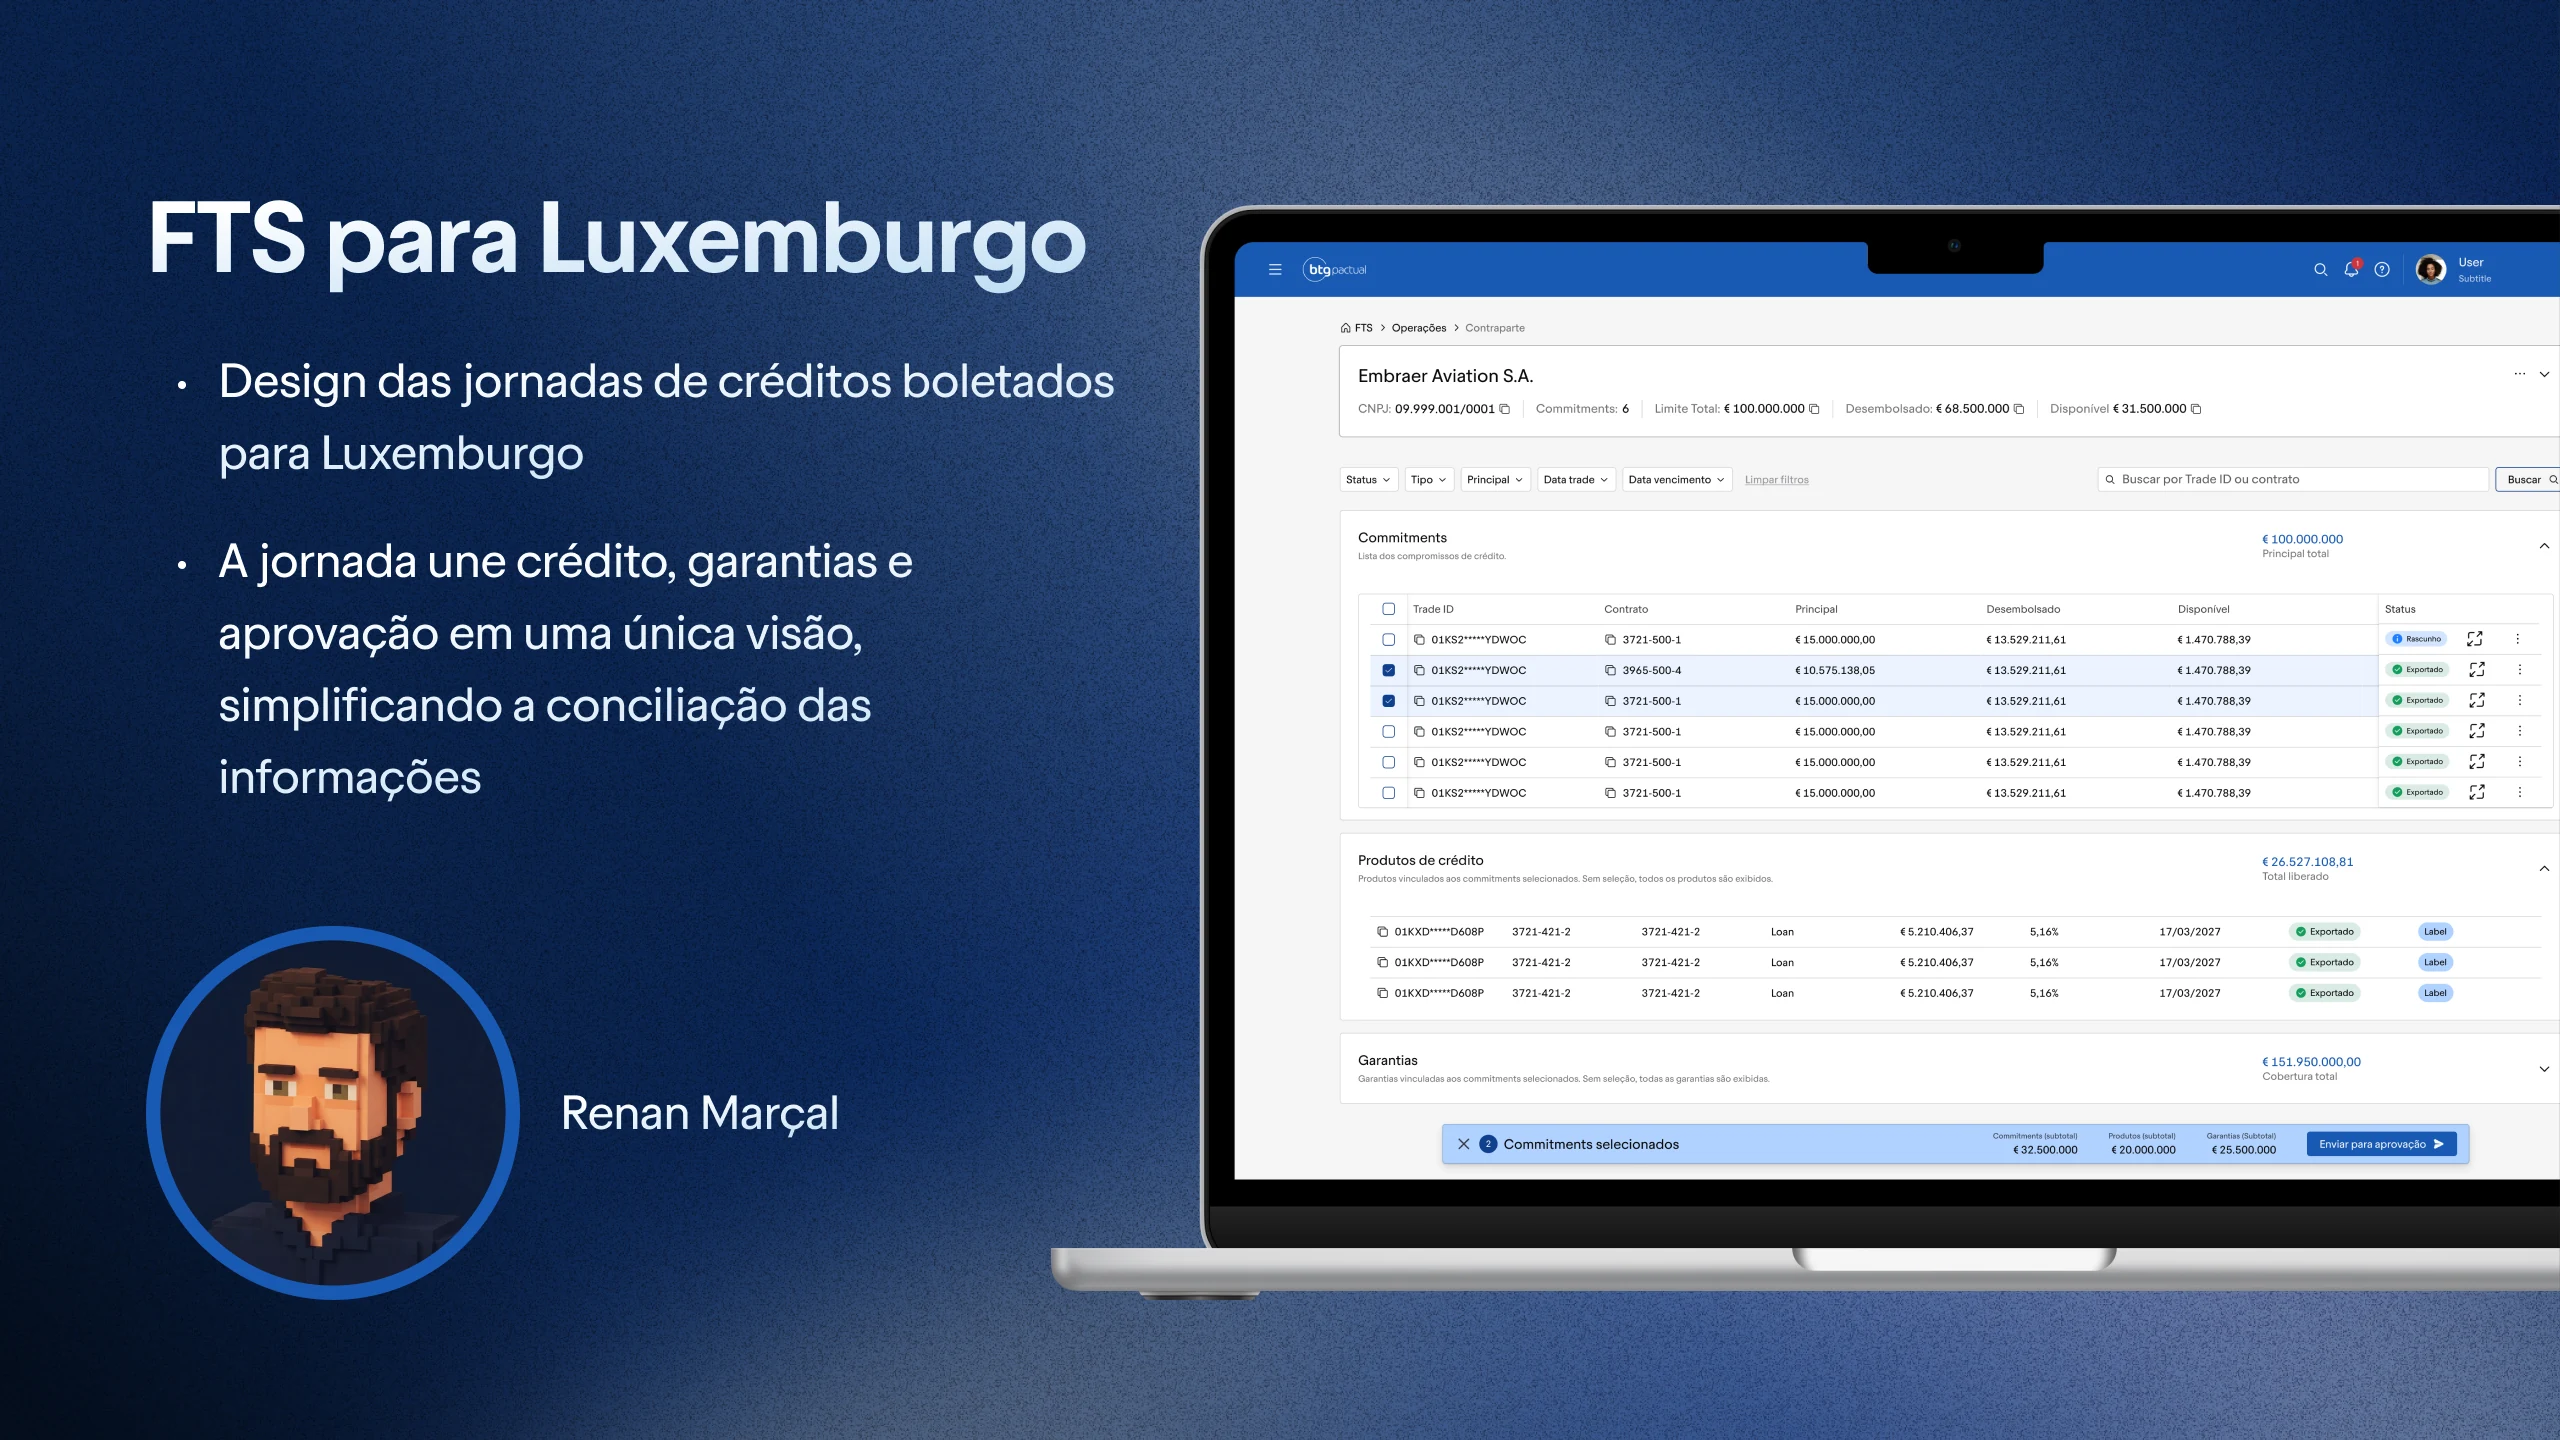 FTS para Luxemburgo
• Design das jornadas de créditos boletados
para Luxemburgo
• A jornada une crédito, garantias e
aprovação em uma única visão,
simplificando a conciliação das
informações
Renan Marçal
btg pactual
1
User
Subtitle
FTS > Operações > Contraparte
Embraer Aviation S.A.
CNPJ: 09.999.001/0001 Commitments: 6 Limite Total: € 100.000.000 Desembolsado: € 68.500.000 Disponível € 31.500.000
Status Tipo Principal Data trade Data vencimento Limpar filtros Buscar por Trade ID ou contrato Buscar
Commitments
Lista dos compromissos de crédito.
€ 100.000.000
Principal total
Trade ID Contrato Principal Desembolsado Disponível Status
01KS2*****YDWOC 3721-500-1 € 15.000.000,00 € 13.529.211,61 € 1.470.788,39 Rascunho
01KS2*****YDWOC 3965-500-4 € 10.575.138,05 € 13.529.211,61 € 1.470.788,39 Exportado
01KS2*****YDWOC 3721-500-1 € 15.000.000,00 € 13.529.211,61 € 1.470.788,39 Exportado
01KS2*****YDWOC 3721-500-1 € 15.000.000,00 € 13.529.211,61 € 1.470.788,39 Exportado
01KS2*****YDWOC 3721-500-1 € 15.000.000,00 € 13.529.211,61 € 1.470.788,39 Exportado
01KS2*****YDWOC 3721-500-1 € 15.000.000,00 € 13.529.211,61 € 1.470.788,39 Exportado
Produtos de crédito
Produtos vinculados aos commitments selecionados. Sem seleção, todos os produtos são exibidos.
€ 26.527.108,81
Total liberado
01KXD*****D608P 3721-421-2 3721-421-2 Loan € 5.210.406,37 5,16% 17/03/2027 Exportado Label
01KXD*****D608P 3721-421-2 3721-421-2 Loan € 5.210.406,37 5,16% 17/03/2027 Exportado Label
01KXD*****D608P 3721-421-2 3721-421-2 Loan € 5.210.406,37 5,16% 17/03/2027 Exportado Label
Garantias
Garantias vinculadas aos commitments selecionados. Sem seleção, todas as garantias são exibidas.
€ 151.950.000,00
Cobertura total
2 Commitments selecionados
Commitments (subtotal) Produtos (subtotal) Garantias (Subtotal)
€ 32.500.000 € 20.000.000 € 25.500.000
Enviar para aprovação